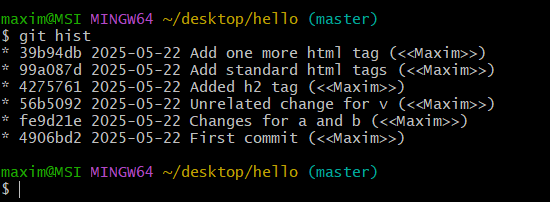 maxim@MSI MINGW64 ~/desktop/hello (master)
$ git hist
* 39b94db 2025-05-22 Add one more html tag (<<Maxim>>)
* 99a087d 2025-05-22 Add standard html tags (<<Maxim>>)
* 4275761 2025-05-22 Added h2 tag (<<Maxim>>)
* 56b5092 2025-05-22 Unrelated change for v (<<Maxim>>)
* fe9d21e 2025-05-22 Changes for a and b (<<Maxim>>)
* 4906bd2 2025-05-22 First commit (<<Maxim>>)
maxim@MSI MINGW64 ~/desktop/hello (master)
$